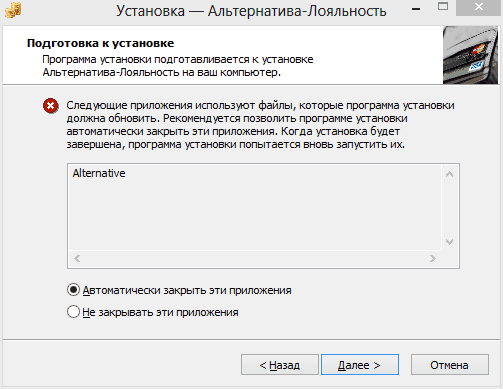 Установка — Альтернатива-Лояльность
Подготовка к установке
Программа установки подготавливается к установке
Альтернатива-Лояльность на ваш компьютер.
Следующие приложения используют файлы, которые программа установки
должна обновить. Рекомендуется позволить программе установки
автоматически закрыть эти приложения. Когда установка будет
завершена, программа установки попытается вновь запустить их.
Alternative
Автоматически закрыть эти приложения
Не закрывать эти приложения
< Назад
Далее >
Отмена